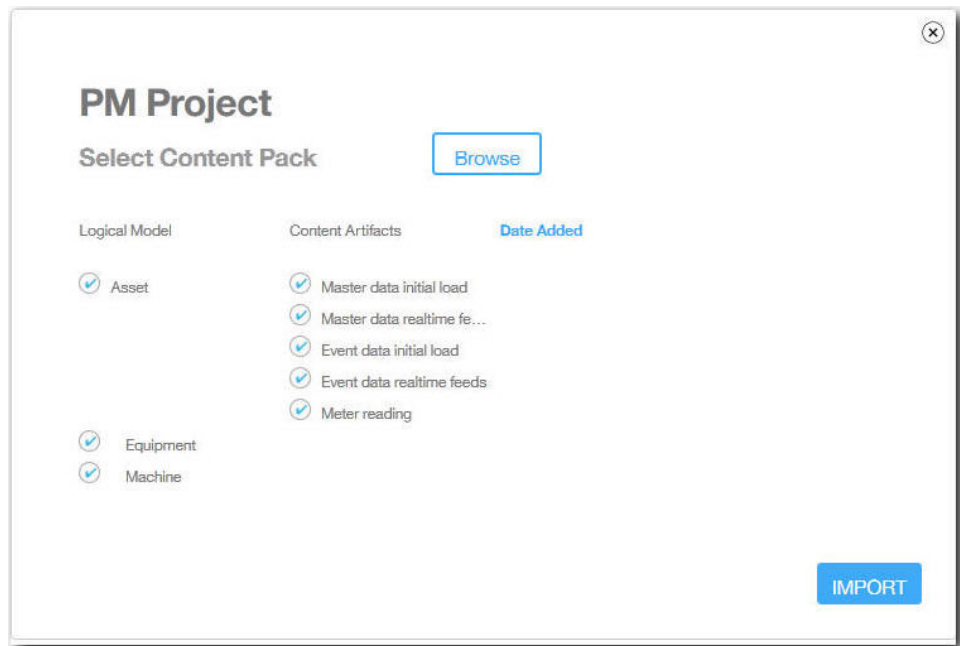 PM Project
Select Content Pack Browse
Logical Model Content Artifacts Date Added
Asset Master data initial load
Master data realtime fe...
Event data initial load
Event data realtime feeds
Meter reading
Equipment
Machine
IMPORT